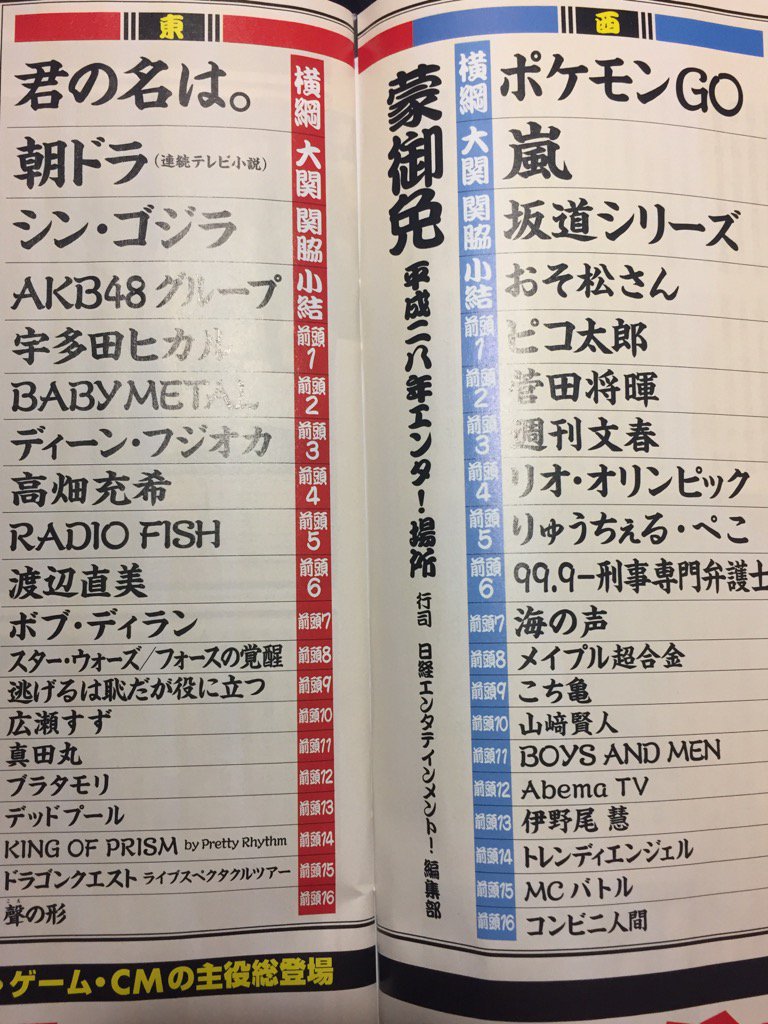 東
君の名は。 横綱
朝ドラ(連続テレビ小説) 大関
シン・ゴジラ 関脇
AKB48グループ 小結
宇多田ヒカル 前頭1
BABYMETAL 前頭2
ディーン・フジオカ 前頭3
高畑充希 前頭4
RADIO FISH 前頭5
渡辺直美 前頭6
ボブ・ディラン 前頭7
スター・ウォーズ/フォースの覚醒 前頭8
逃げるは恥だが役に立つ 前頭9
広瀬すず 前頭10
真田丸 前頭11
ブラタモリ 前頭12
デッドプール 前頭13
KING OF PRISM by Pretty Rhythm 前頭14
ドラゴンクエスト ライブスペクタクルツアー 前頭15
聲の形 前頭16
こえ
・ゲーム・CMの主役総登場
蒙御免 平成二八年エンタ!場所 行司 日経エンタテインメント!編集部
西
横綱 ポケモンGO
大関 嵐
関脇 坂道シリーズ
小結 おそ松さん
前頭1 ピコ太郎
前頭2 菅田将暉
前頭3 週刊文春
前頭4 リオ・オリンピック
前頭5 りゅうちぇる・ぺこ
前頭6 99.9−刑事専門弁護士
前頭7 海の声
前頭8 メイプル超合金
前頭9 こち亀
前頭10 山﨑賢人
前頭11 BOYS AND MEN
前頭12 Abema TV
前頭13 伊野尾 慧
前頭14 トレンディエンジェル
前頭15 MCバトル
前頭16 コンビニ人間